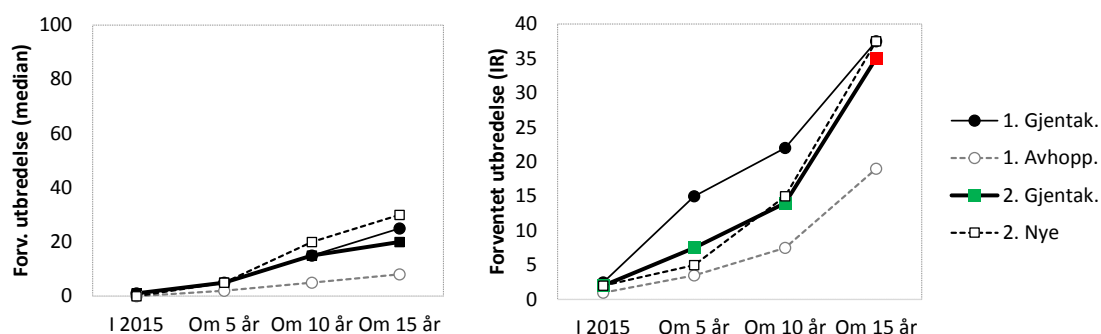 Forv. utbredelse (median)
100
80
60
40
20
0
I 2015 Om 5 år Om 10 år Om 15 år
Forventet utbredelse (IR)
40
35
30
25
20
15
10
5
0
I 2015 Om 5 år Om 10 år Om 15 år
1. Gjentak.
1. Avhopp.
2. Gjentak.
2. Nye